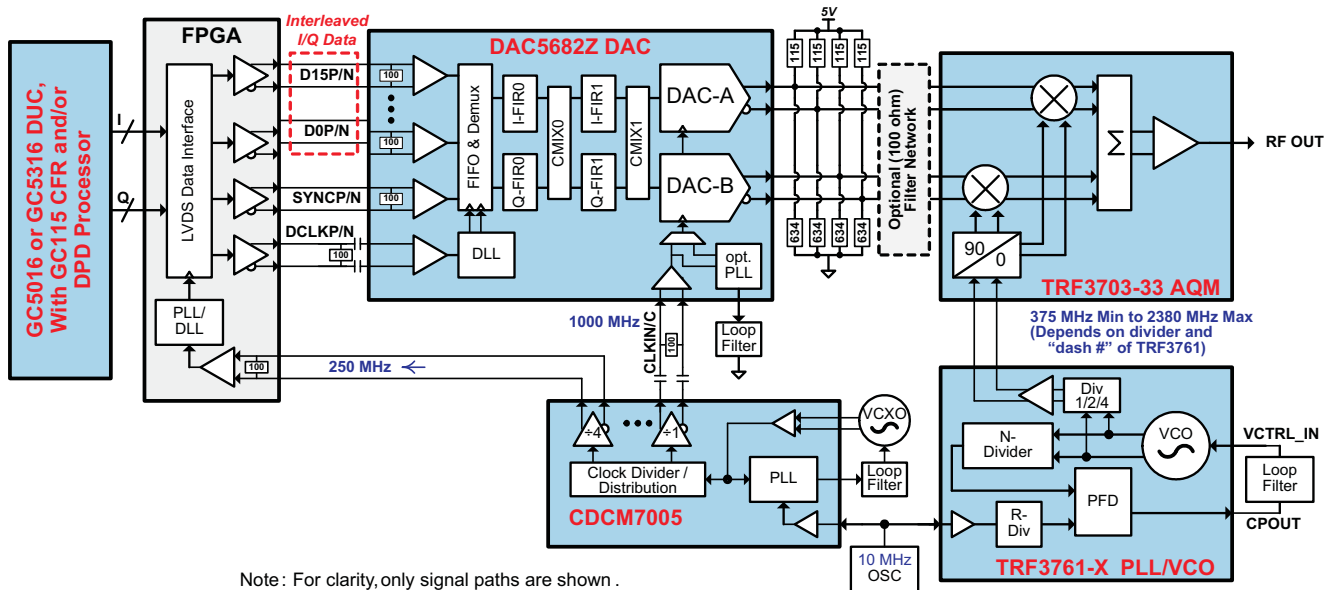 GC5016 or GC5316 DUC,
With GC115 CFR and/or
DPD Processor
I
Q
FPGA
LVDS Data Interface
PLL/
DLL
100
Interleaved
I/Q Data
D15P/N
D0P/N
SYNCP/N
DCLKP/N
100
250 MHz
DAC5682Z DAC
100
100
100
FIFO & Demux
I-FIR0
Q-FIR0
CMIX0
I-FIR1
Q-FIR1
CMIX1
DAC-A
DAC-B
DLL
opt.
PLL
1000 MHz
CLKIN/C
100
Loop
Filter
5V
115
115
115
115
634
634
634
634
Optional (100 ohm)
Filter Network
Σ
RF OUT
90
0
TRF3703-33 AQM
375 MHz Min to 2380 MHz Max
(Depends on divider and
“dash #” of TRF3761)
÷4
÷1
Clock Divider /
Distribution
VCXO
PLL
Loop
Filter
CDCM7005
10 MHz
OSC
Div
1/2/4
N-
Divider
VCO
PFD
R-
Div
VCTRL_IN
Loop
Filter
CPOUT
TRF3761-X PLL/VCO
Note: For clarity, only signal paths are shown.